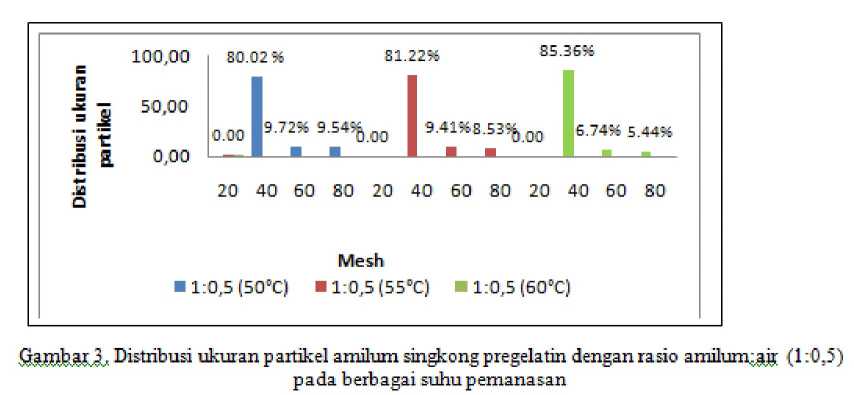 Distribusi ukuran
partikel
100,00
50,00
0,00
0.00
80.02 %
9.72%
9.54%
0.00
81.22%
9.41%
8.53%
0.00
85.36%
6.74%
5.44%
20 40 60 80 20 40 60 80 20 40 60 80
Mesh
1:0,5 (50⁰C) 1:0,5 (55⁰C) 1:0,5 (60⁰C)
Gambar 3. Distribusi ukuran partikel amilum singkong pregelatin dengan rasio amilum:air (1:0,5)
pada berbagai suhu pemanasan